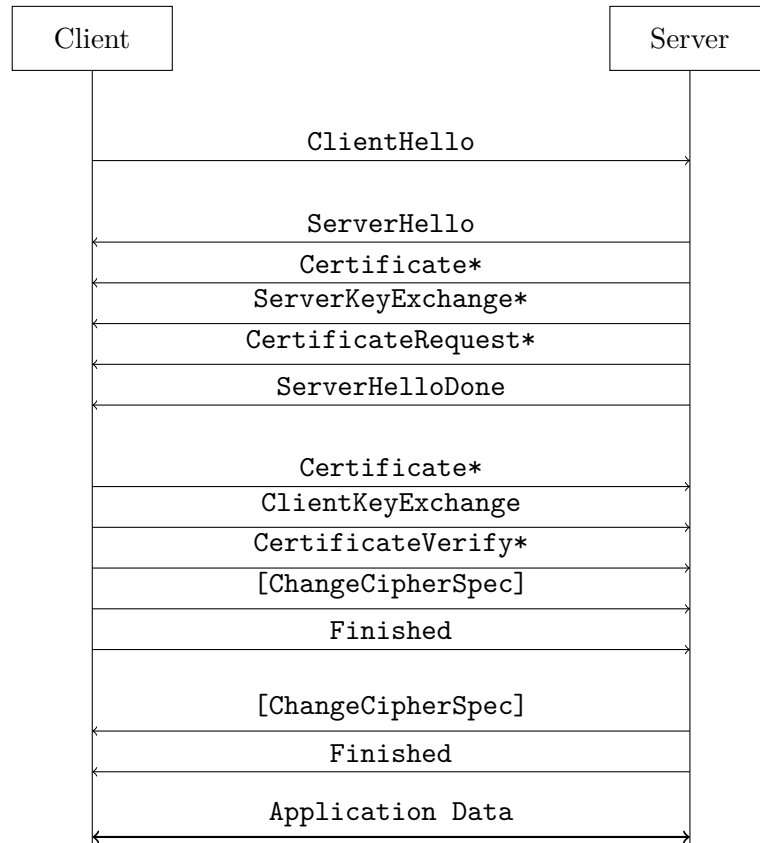 Client
Server
ClientHello
ServerHello
Certificate*
ServerKeyExchange*
CertificateRequest*
ServerHelloDone
Certificate*
ClientKeyExchange
CertificateVerify*
[ChangeCipherSpec]
Finished
[ChangeCipherSpec]
Finished
Application Data